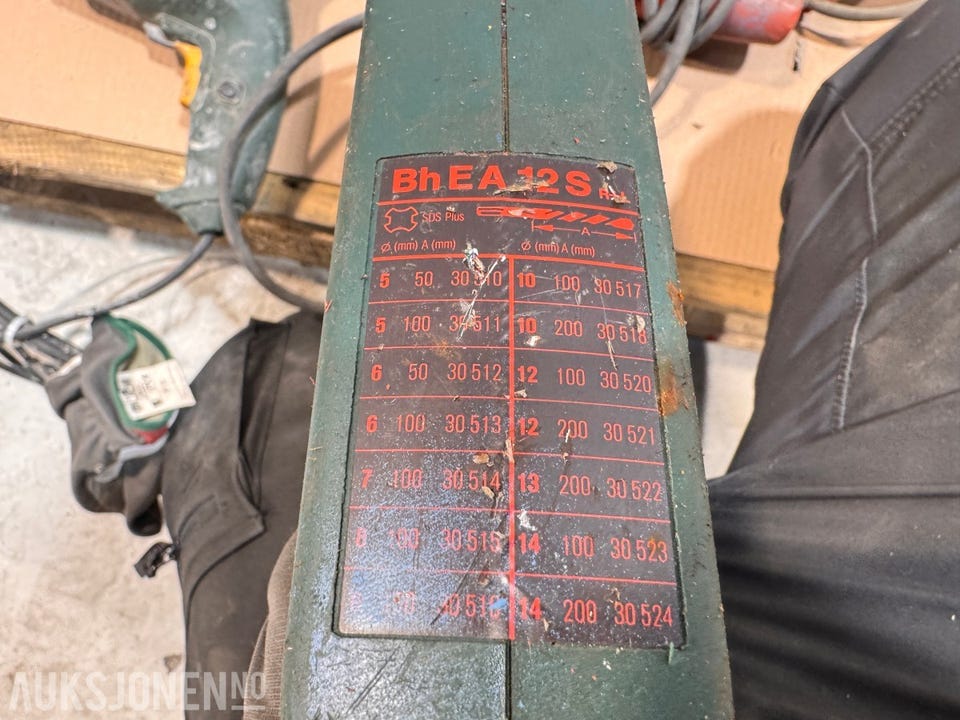 BhEA 12 S R+L
SDS Plus
A
Ø (mm) A (mm) Ø (mm) A (mm)
5 50 30 510 10 100 30 517
5 100 30 511 10 200 30 518
6 50 30 512 12 100 30 520
6 100 30 513 12 200 30 521
7 100 30 514 13 200 30 522
8 30 515 14 100 30 523
14 200 30 524
AUKSJONEN.NO